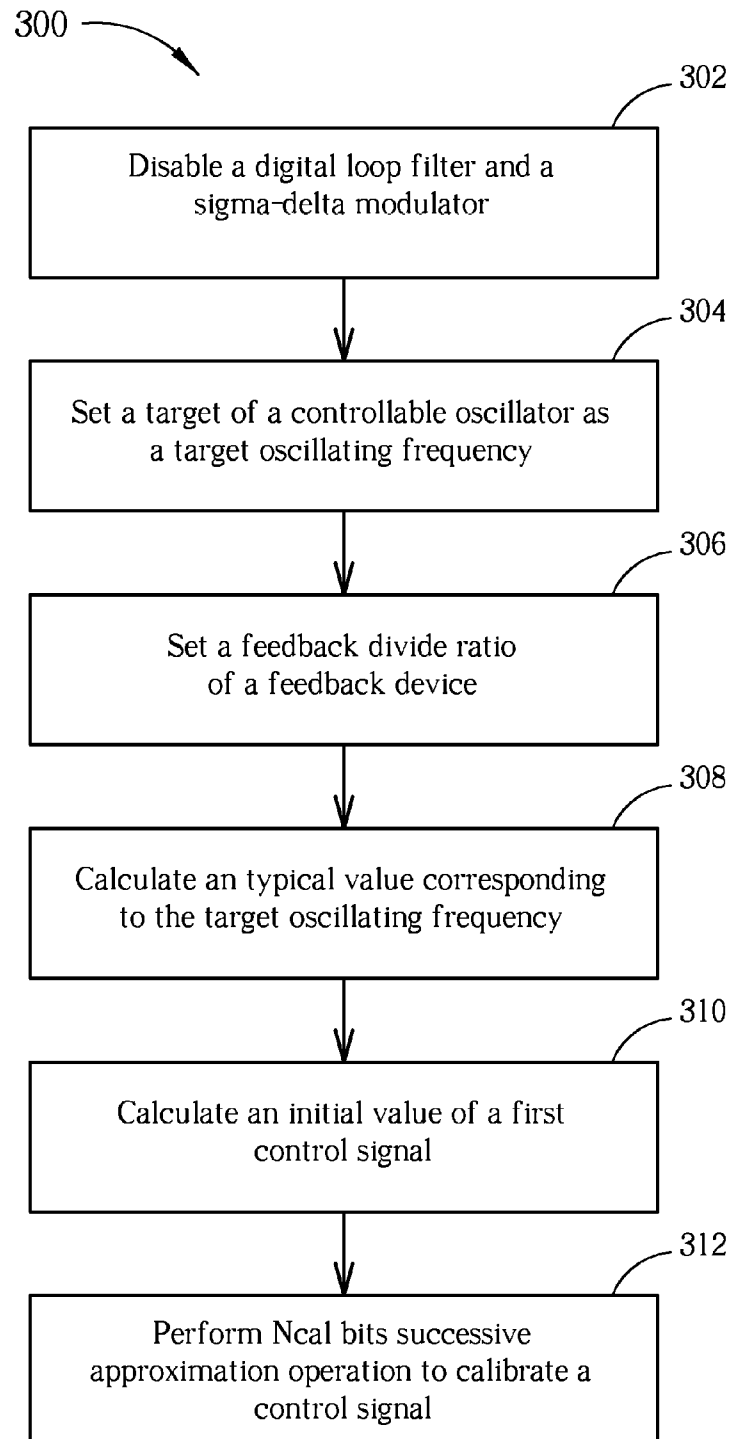 300
302
Disable a digital loop filter and a
sigma-delta modulator
304
Set a target of a controllable oscillator as
a target oscillating frequency
306
Set a feedback divide ratio
of a feedback device
308
Calculate an typical value corresponding
to the target oscillating frequency
310
Calculate an initial value of a first
control signal
312
Perform Ncal bits successive
approximation operation to calibrate a
control signal